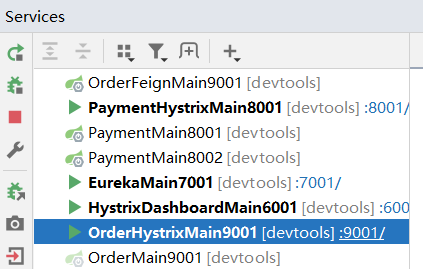 Services
OrderFeignMain9001 [devtools]
PaymentHystrixMain8001 [devtools] :8001/
PaymentMain8001 [devtools]
PaymentMain8002 [devtools]
EurekaMain7001 [devtools] :7001/
HystrixDashboardMain6001 [devtools] :600
OrderHystrixMain9001 [devtools] :9001/
OrderMain9001 [devtools]